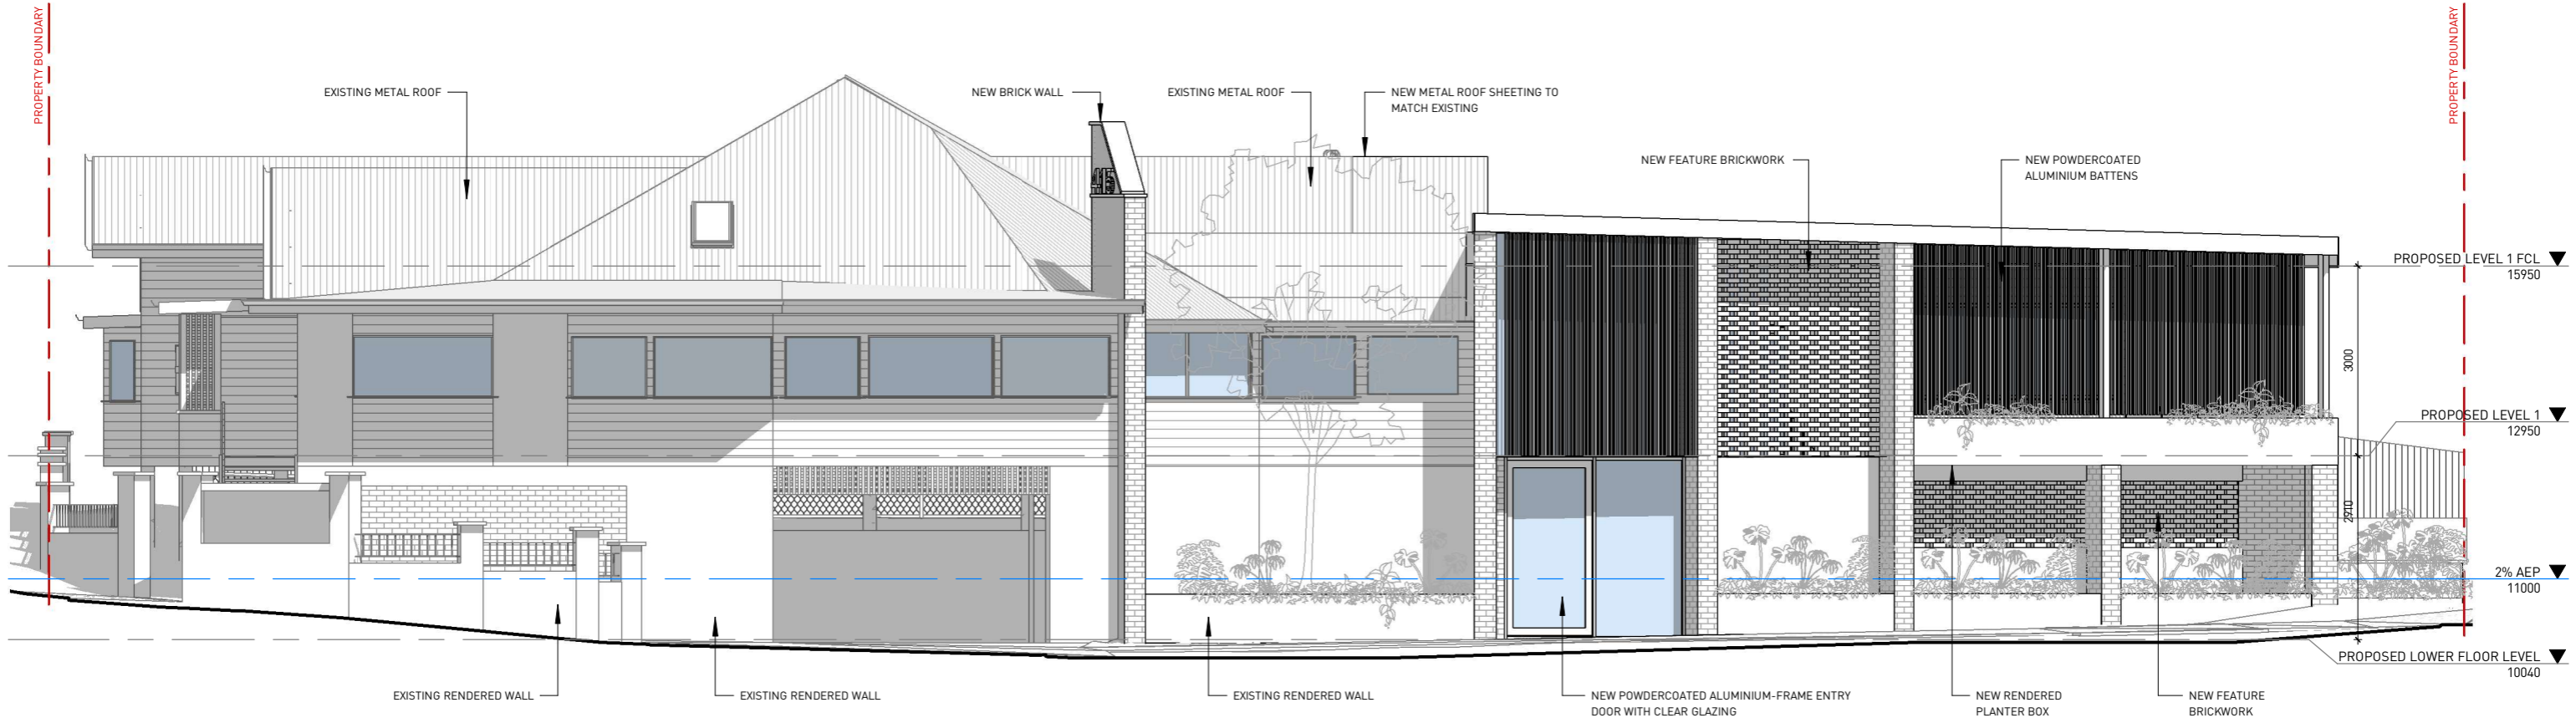 PROPERTY BOUNDARY
PROPERTY BOUNDARY
EXISTING METAL ROOF
NEW BRICK WALL
EXISTING METAL ROOF
NEW METAL ROOF SHEETING TO
MATCH EXISTING
NEW FEATURE BRICKWORK
NEW POWDERCOATED
ALUMINIUM BATTENS
PROPOSED LEVEL 1 FCL
15950
3000
PROPOSED LEVEL 1
12950
2910
2% AEP
11000
PROPOSED LOWER FLOOR LEVEL
10040
EXISTING RENDERED WALL
EXISTING RENDERED WALL
EXISTING RENDERED WALL
NEW POWDERCOATED ALUMINIUM-FRAME ENTRY
DOOR WITH CLEAR GLAZING
NEW RENDERED
PLANTER BOX
NEW FEATURE
BRICKWORK